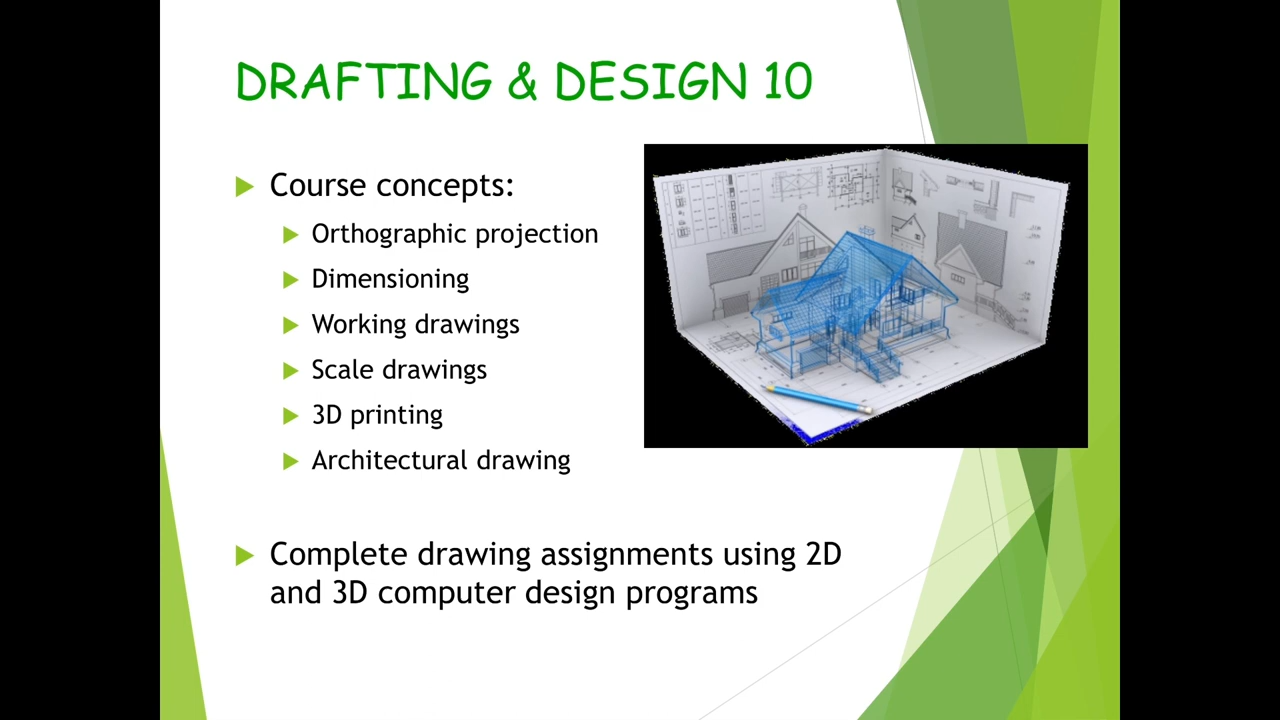 DRAFTING & DESIGN 10
Course concepts:
Orthographic projection
Dimensioning
Working drawings
Scale drawings
3D printing
Architectural drawing
Complete drawing assignments using 2D
and 3D computer design programs